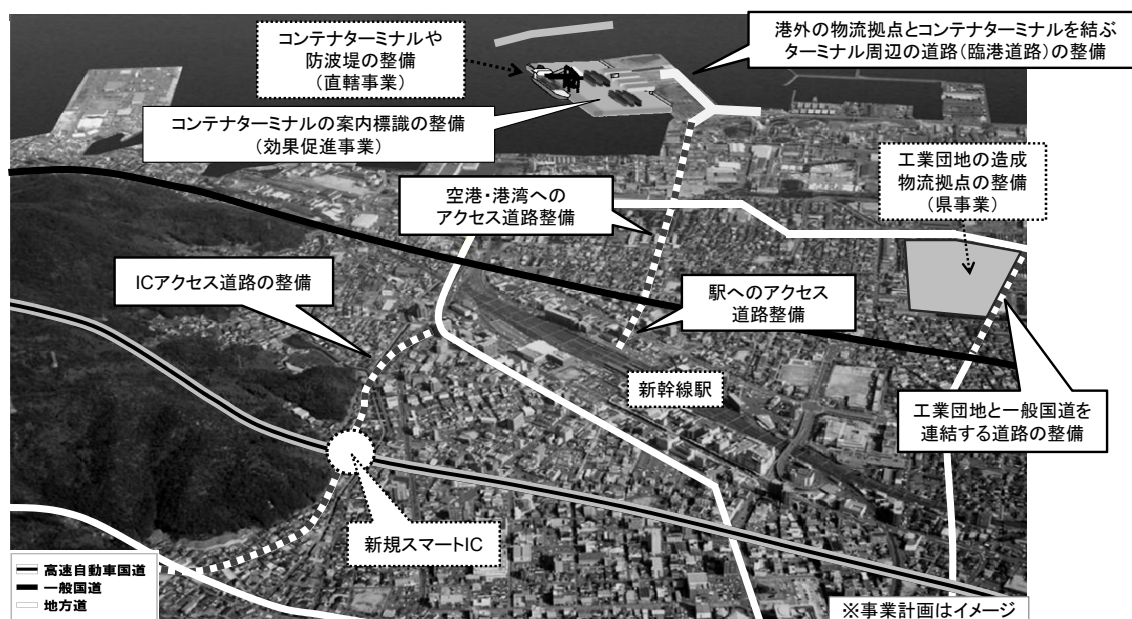 コンテナターミナルや
防波堤の整備
(直轄事業)
港外の物流拠点とコンテナターミナルを結ぶ
ターミナル周辺の道路(臨港道路)の整備
コンテナターミナルの案内標識の整備
(効果促進事業)
工業団地の造成
物流拠点の整備
(県事業)
空港・港湾への
アクセス道路整備
ICアクセス道路の整備
駅へのアクセス
道路整備
新幹線駅
工業団地と一般国道を
連結する道路の整備
新規スマートIC
高速自動車国道
一般国道
地方道
※事業計画はイメージ